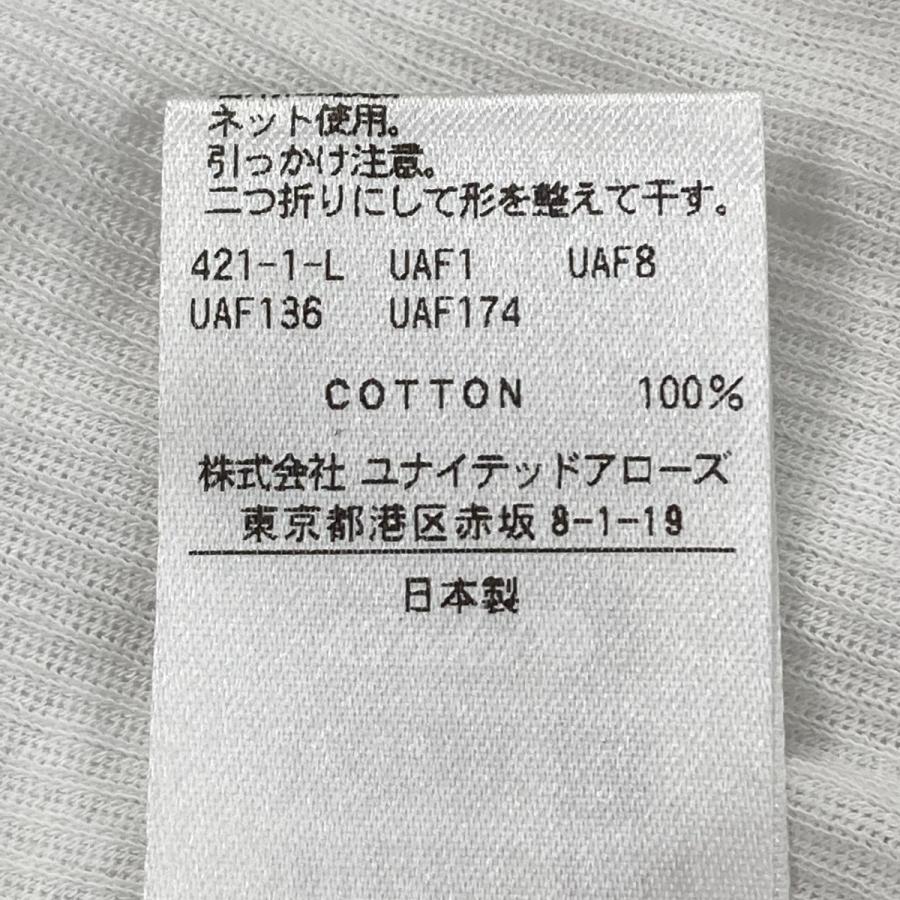 ネット使用。
引っかけ注意。
二つ折りにして形を整えて干す。
421-1-L UAF1 UAF8
UAF136 UAF174
COTTON 100%
株式会社 ユナイテッドアローズ
東京都港区赤坂 8-1-19
日本製